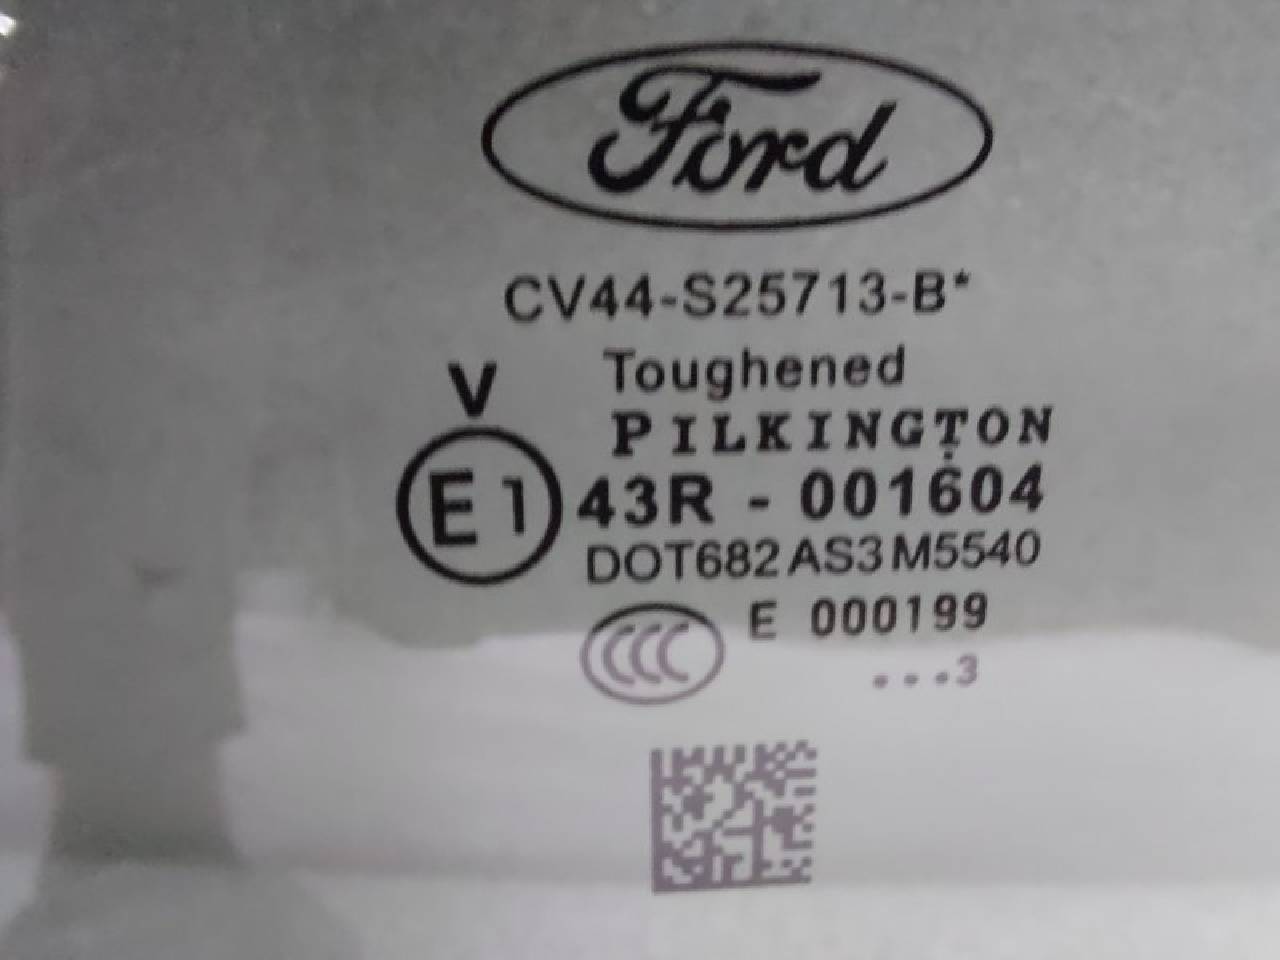 Ford
CV44-S25713-B*
Toughened
V
PILKINGTON
E1
43R - 001604
DOT682 AS3 M5540
E 000199
CCC
...3